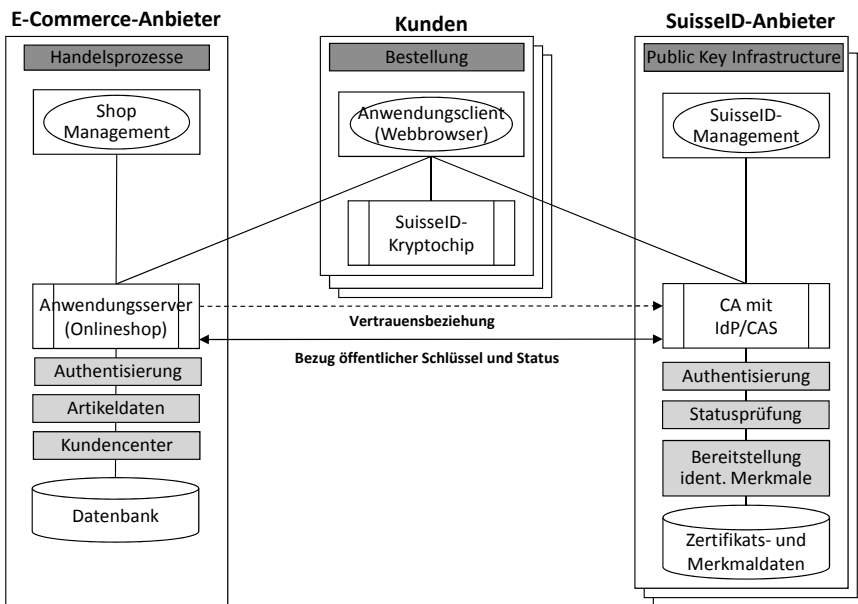 E-Commerce-Anbieter
Handelsprozesse
Shop
Management
Anwendungsserver
(Onlineshop)
Authentisierung
Artikeldaten
Kundencenter
Datenbank
Kunden
Bestellung
Anwendungsclient
(Webbrowser)
SuisseID-
Kryptochip
Vertrauensbeziehung
Bezug öffentlicher Schlüssel und Status
SuisseID-Anbieter
Public Key Infrastructure
SuisseID-
Management
CA mit
IdP/CAS
Authentisierung
Statusprüfung
Bereitstellung
ident. Merkmale
Zertifikats- und
Merkmaldaten